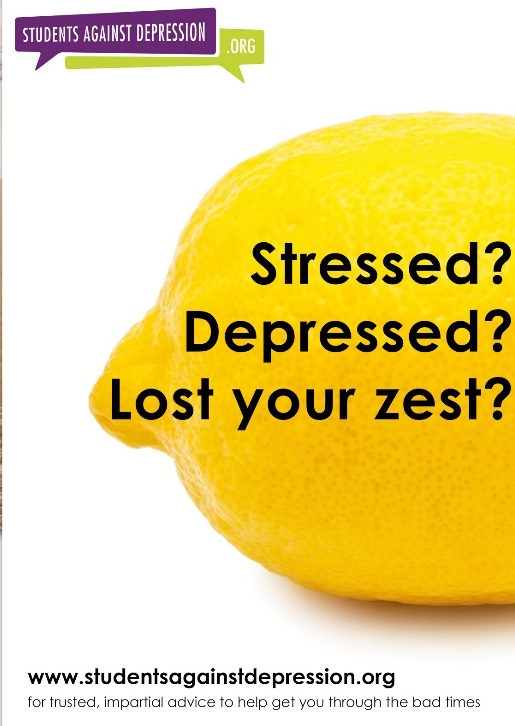 STUDENTS AGAINST DEPRESSION
.ORG
Stressed?
Depressed?
Lost your zest?
www.studentsagainstdepression.org
for trusted, impartial advice to help get you through the bad times